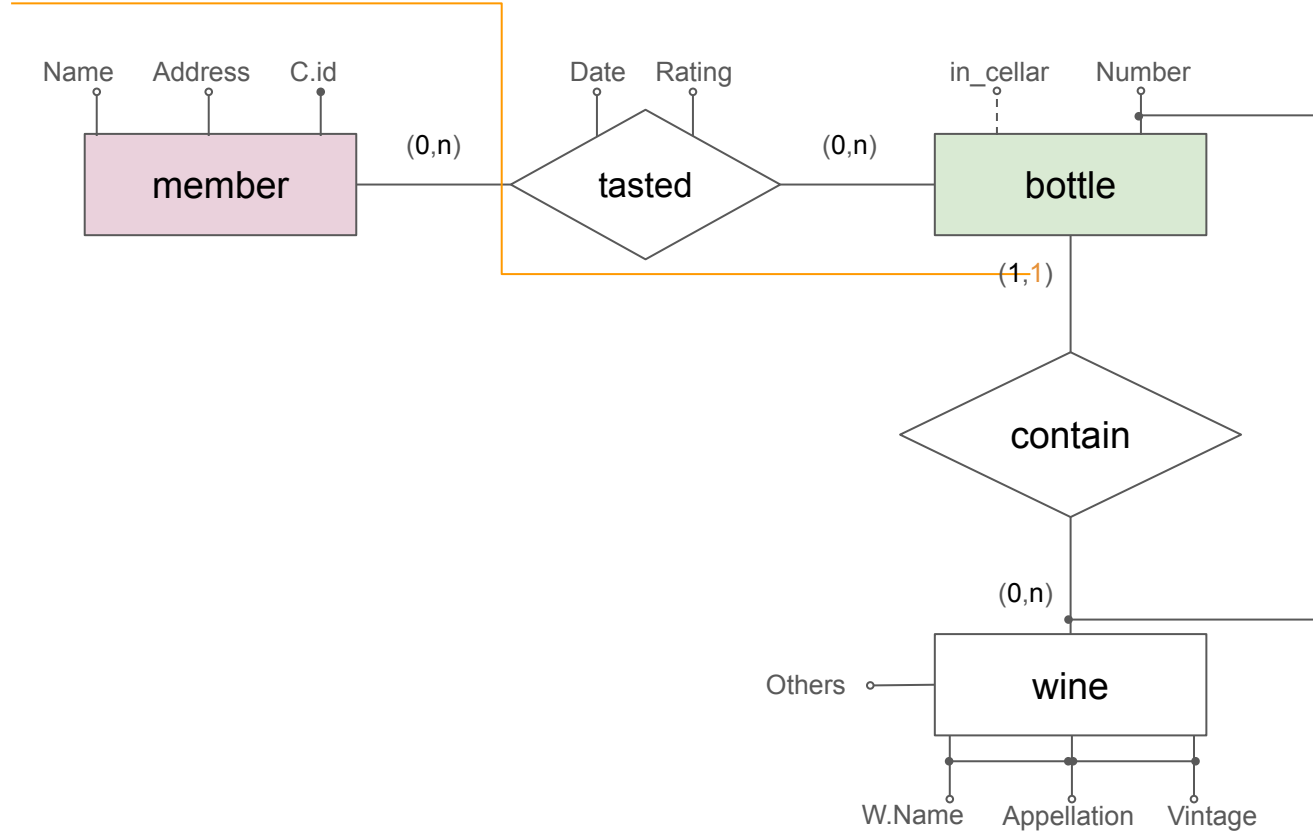 Name Address C.id Date Rating in_cellar Number
(0,n) (0,n)
member tasted bottle
(1,1)
contain
(0,n)
Others wine
W.Name Appellation Vintage